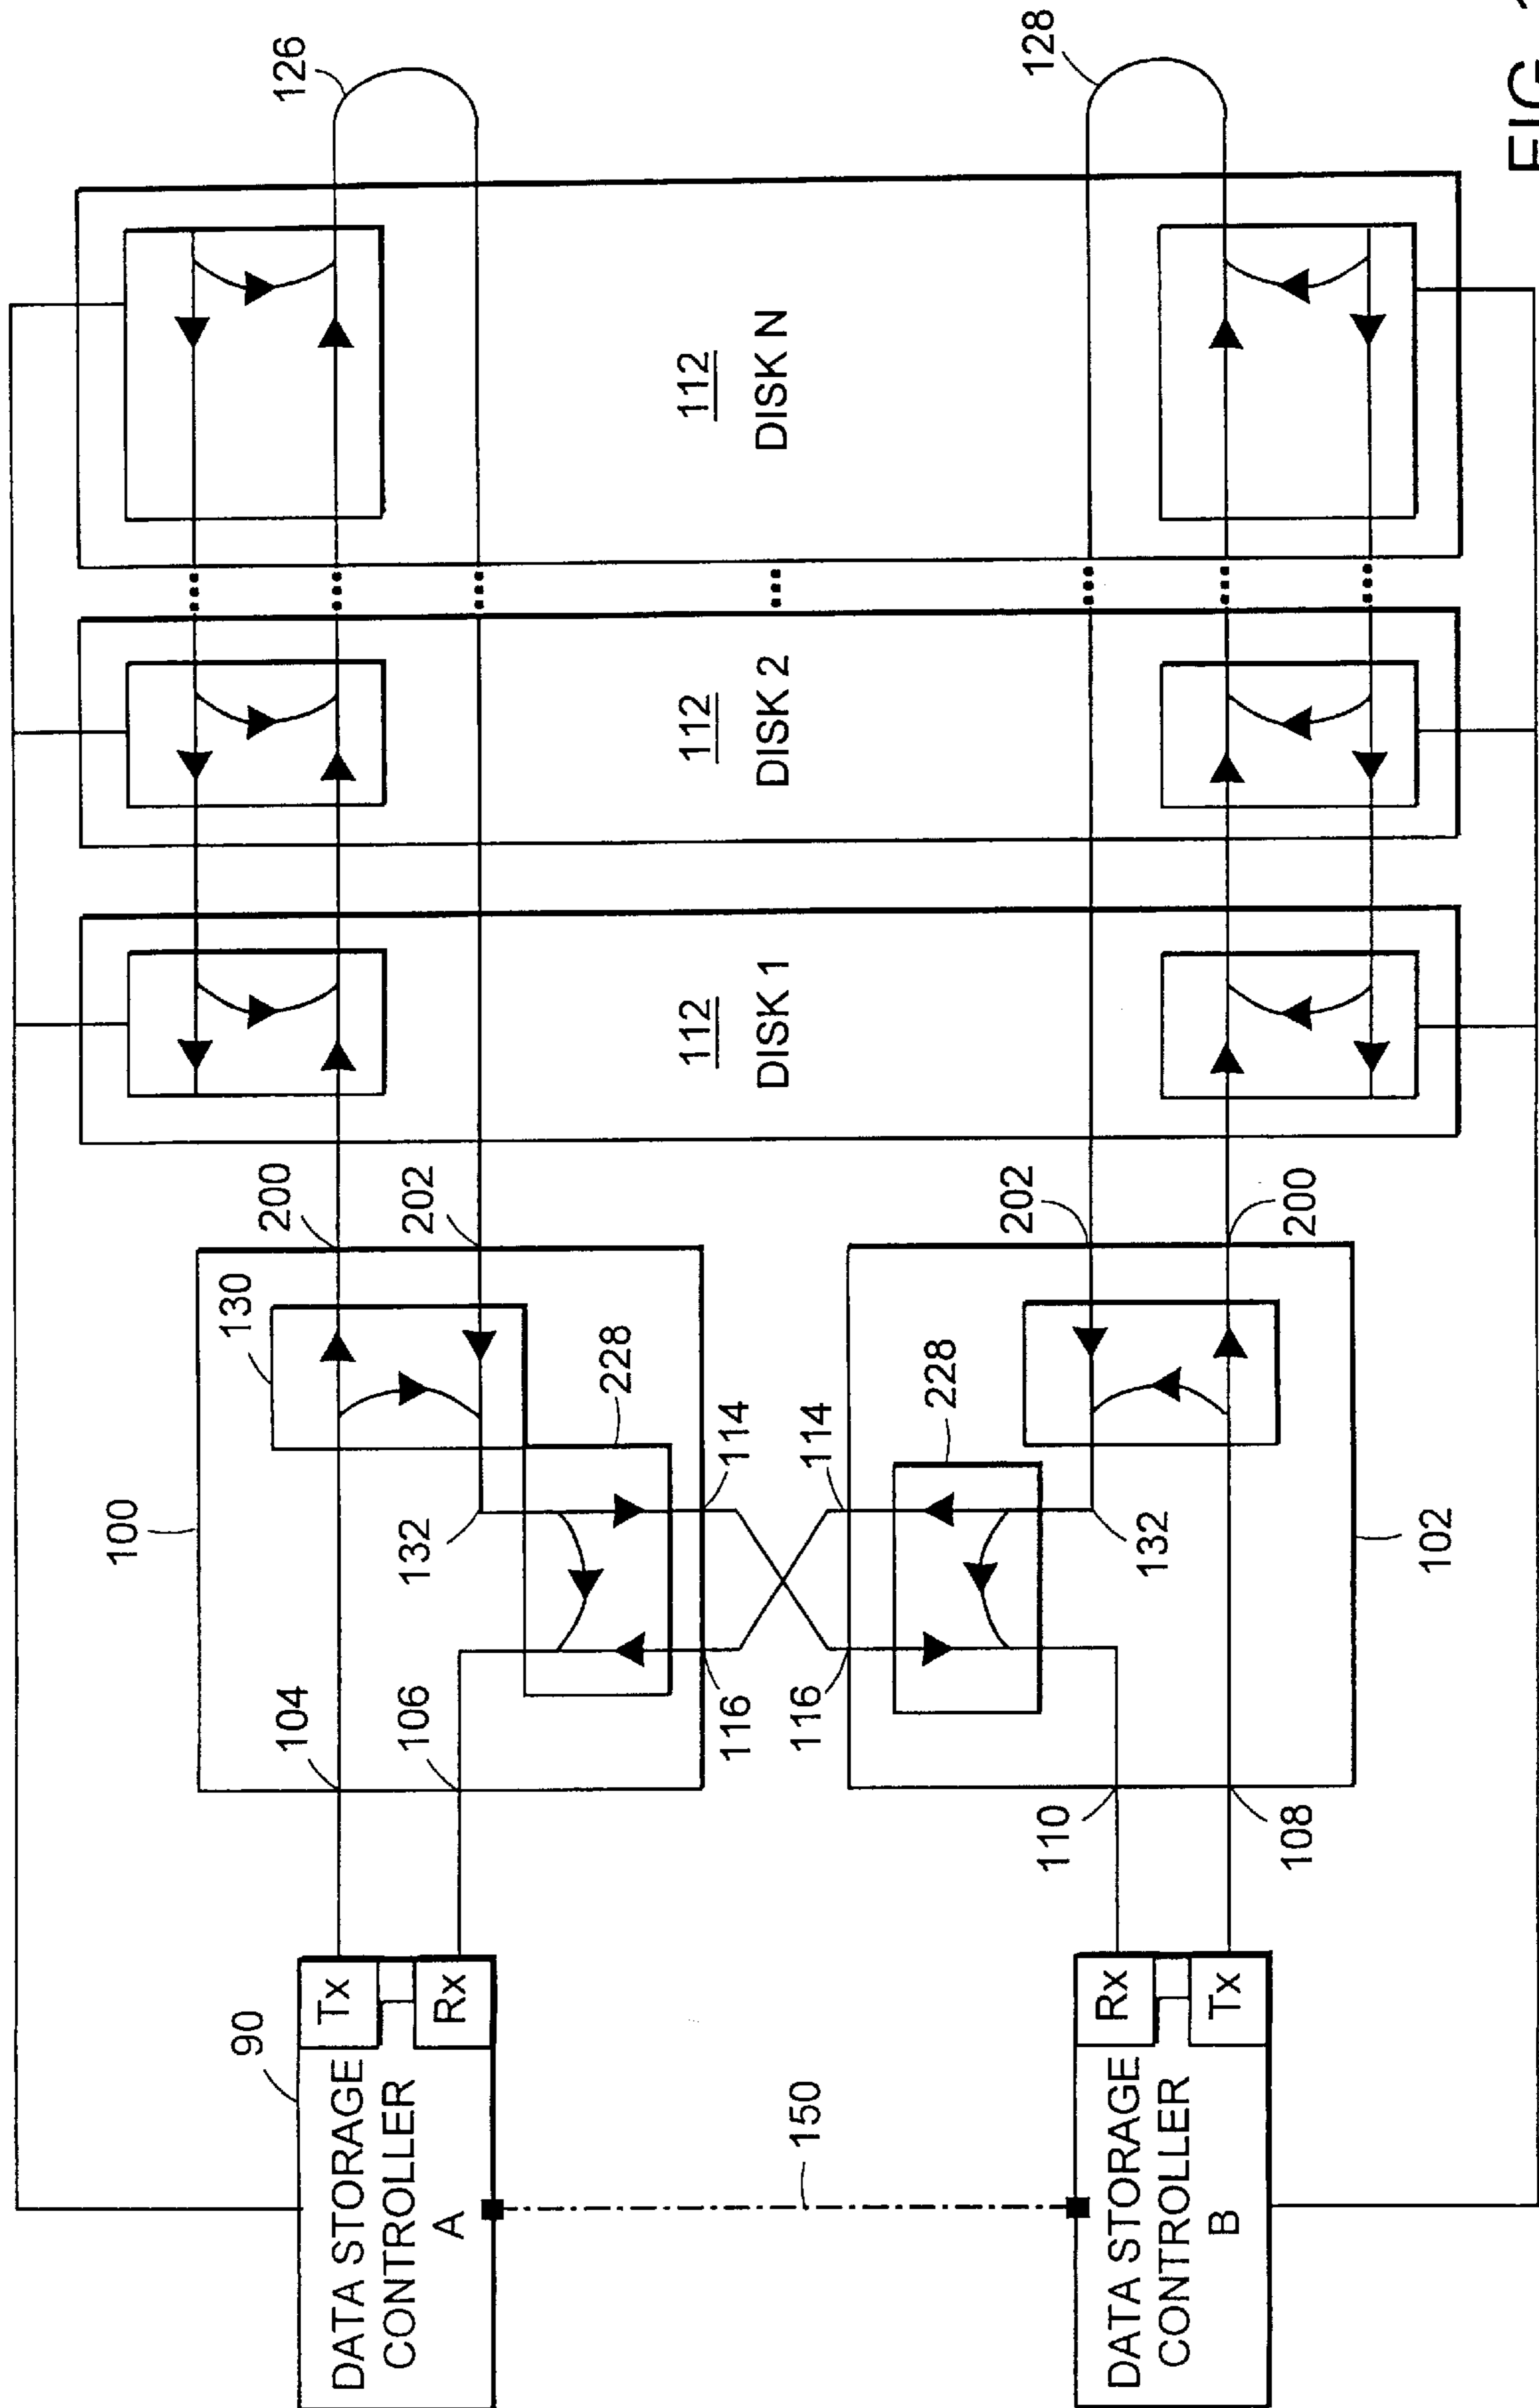 126
128
FIG.
112
DISK N
112
DISK 2
112
DISK 1
200
202
202
200
130
228
228
100
132
114
114
132
102
104
106
116
116
110
108
90
Tx
Rx
DATA STORAGE
CONTROLLER
A
150
Rx
Tx
DATA STORAGE
CONTROLLER
B